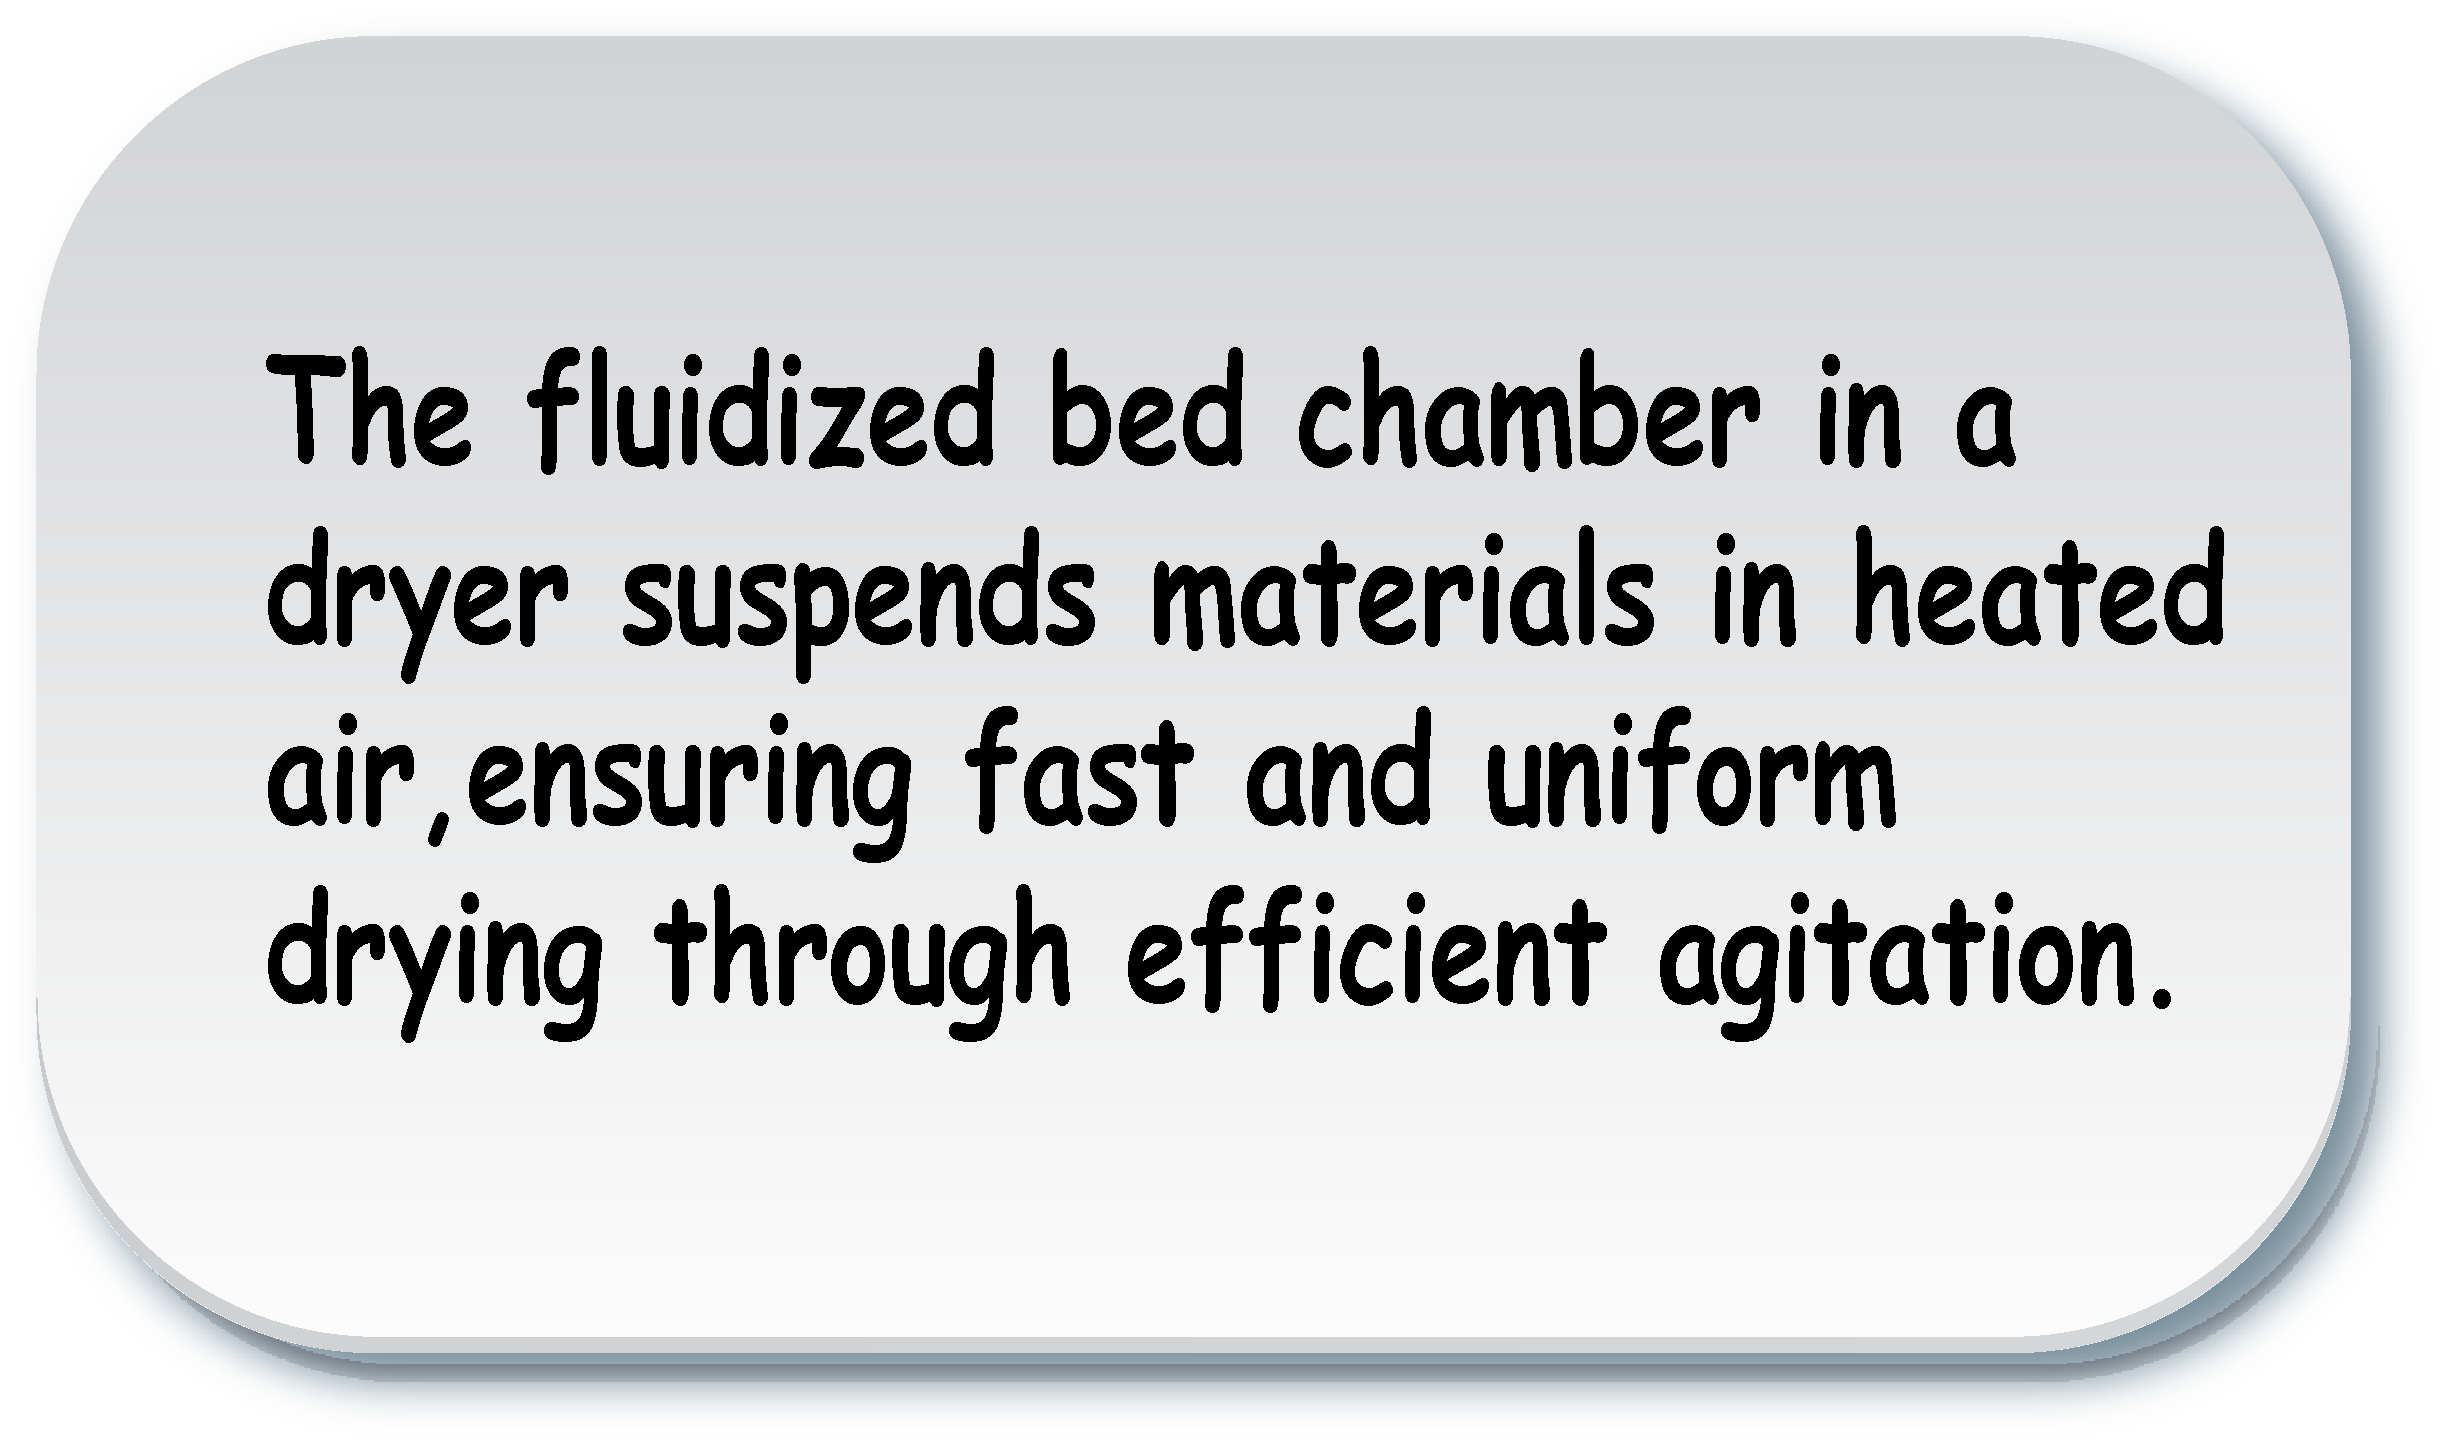 The fluidized bed chamber in a
dryer suspends materials in heated
air,ensuring fast and uniform
drying through efficient agitation.